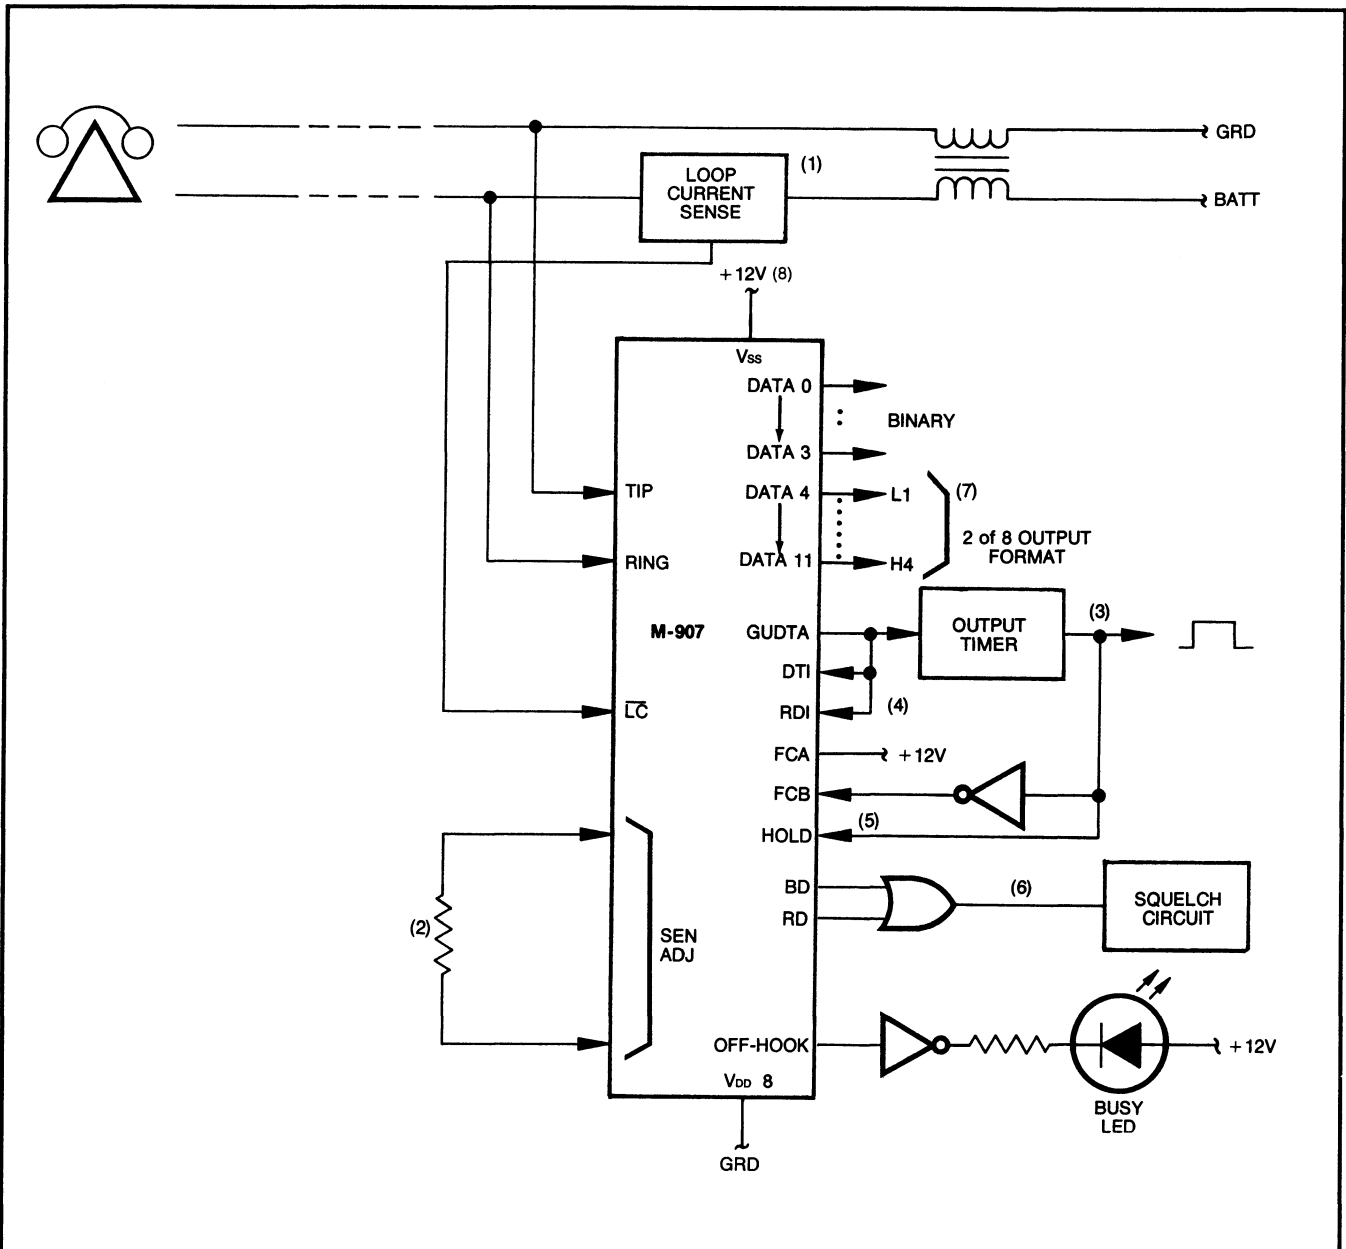 GRD
(1)
LOOP
CURRENT
SENSE
BATT
+12V (8)
VSS
DATA 0
BINARY
DATA 3
TIP
DATA 4
L1
(7)
2 of 8 OUTPUT
FORMAT
RING
DATA 11
H4
M-907
GUDTA
OUTPUT
TIMER
(3)
DTI
LC
RDI
(4)
FCA
+12V
FCB
HOLD
(5)
BD
(6)
SQUELCH
CIRCUIT
RD
(2)
SEN
ADJ
OFF-HOOK
+12V
VDD 8
BUSY
LED
GRD